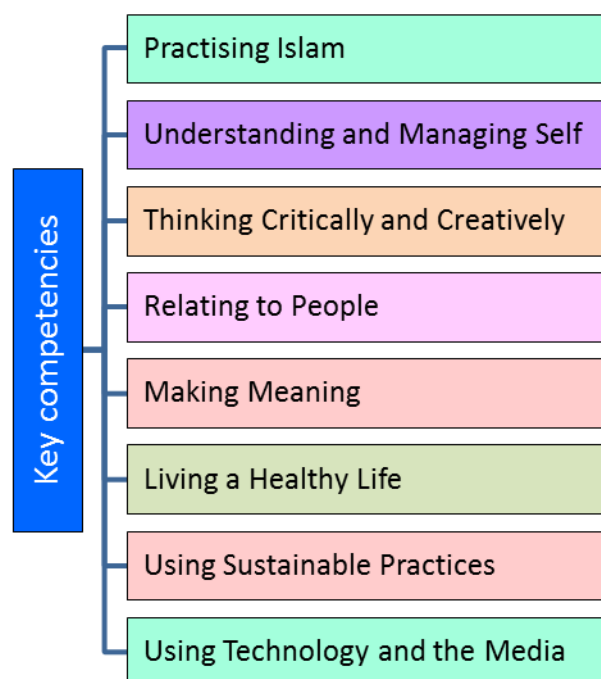 Key competencies
Practising Islam
Understanding and Managing Self
Thinking Critically and Creatively
Relating to People
Making Meaning
Living a Healthy Life
Using Sustainable Practices
Using Technology and the Media